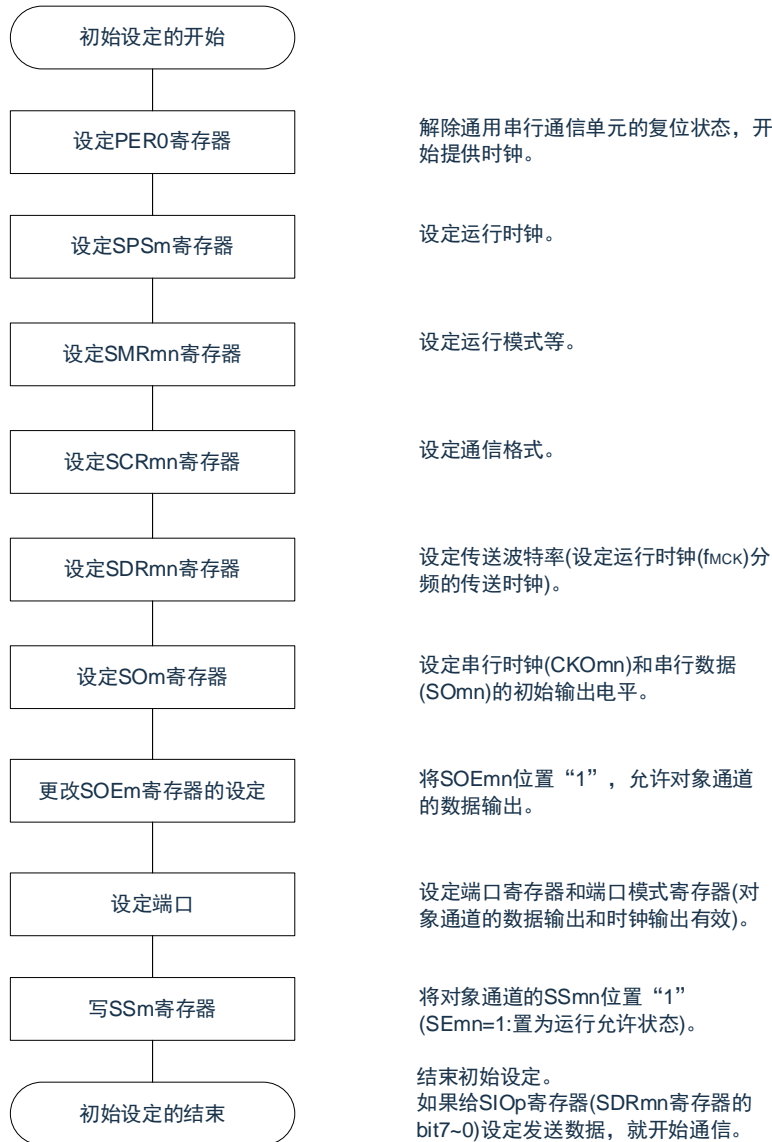 初始设定的开始
设定PER0寄存器
解除通用串行通信单元的复位状态，开
始提供时钟。
设定SPSm寄存器
设定运行时钟。
设定SMRmn寄存器
设定运行模式等。
设定SCRmn寄存器
设定通信格式。
设定SDRmn寄存器
设定传送波特率(设定运行时钟(fMCK)分
频的传送时钟)。
设定SOm寄存器
设定串行时钟(CKOmn)和串行数据
(SOmn)的初始输出电平。
更改SOEm寄存器的设定
将SOEmn位置“1”，允许对象通道
的数据输出。
设定端口
设定端口寄存器和端口模式寄存器(对
象通道的数据输出和时钟输出有效)。
写SSm寄存器
将对象通道的SSmn位置“1”
(SEmn=1:置为运行允许状态)。
初始设定的结束
结束初始设定。
如果给SIOp寄存器(SDRmn寄存器的
bit7~0)设定发送数据，就开始通信。